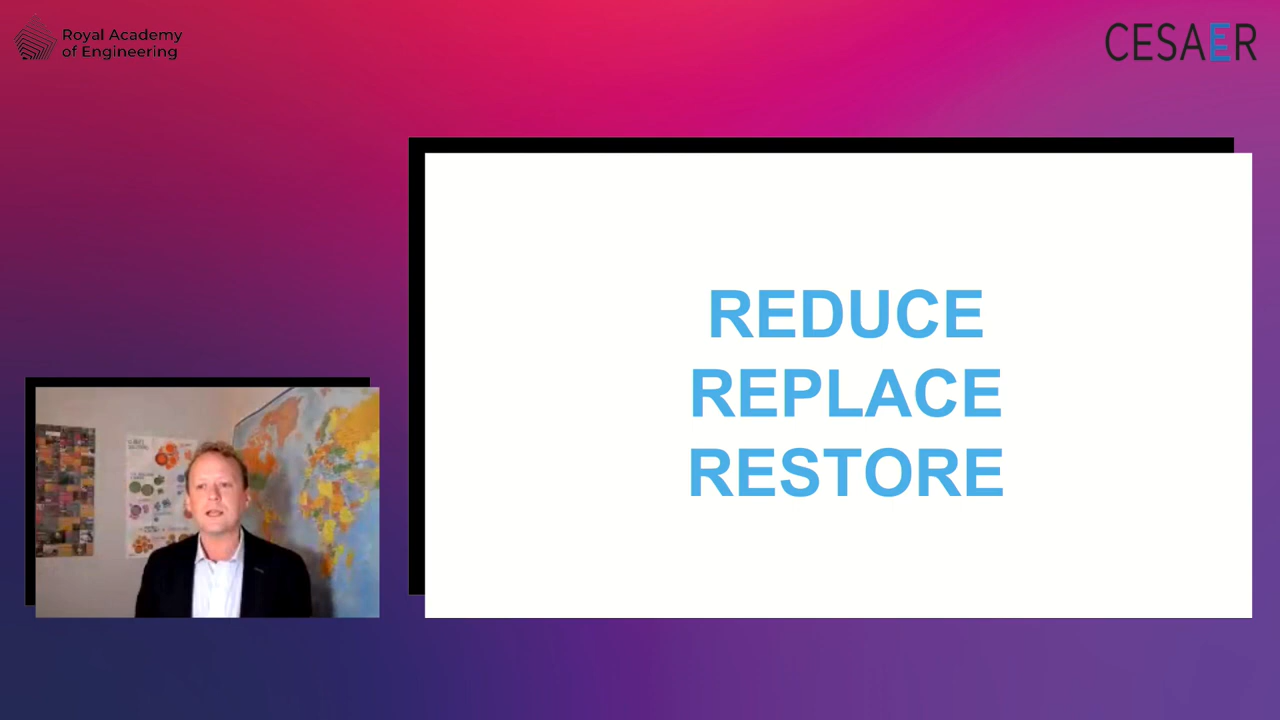 Royal Academy
of Engineering
CESAER
REDUCE
REPLACE
RESTORE